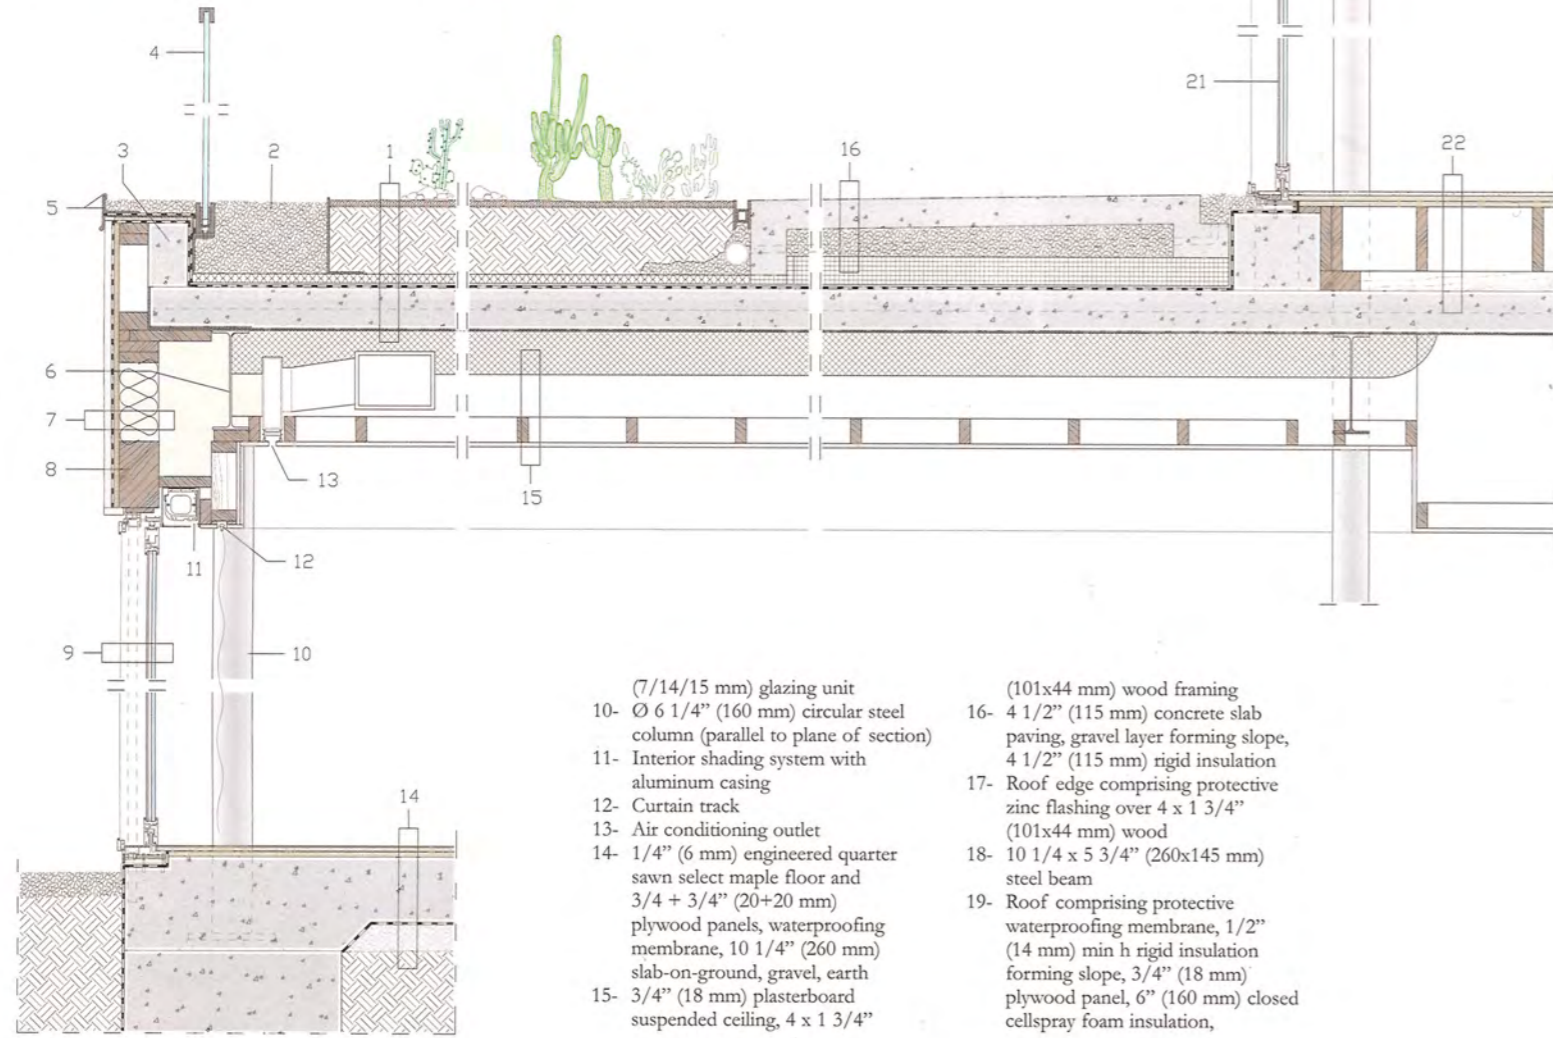 4
21
3
2
1
16
22
5
6
7
8
13
15
12
11
9
10
14
(7/14/15 mm) glazing unit
10- Ø 6 1/4” (160 mm) circular steel
column (parallel to plane of section)
11- Interior shading system with
aluminum casing
12- Curtain track
13- Air conditioning outlet
14- 1/4” (6 mm) engineered quarter
sawn select maple floor and
3/4 + 3/4” (20+20 mm)
plywood panels, waterproofing
membrane, 10 1/4” (260 mm)
slab-on-ground, gravel, earth
15- 3/4” (18 mm) plasterboard
suspended ceiling, 4 x 1 3/4”
(101x44 mm) wood framing
16- 4 1/2” (115 mm) concrete slab
paving, gravel layer forming slope,
4 1/2” (115 mm) rigid insulation
17- Roof edge comprising protective
zinc flashing over 4 x 1 3/4”
(101x44 mm) wood
18- 10 1/4 x 5 3/4” (260x145 mm)
steel beam
19- Roof comprising protective
waterproofing membrane, 1/2”
(14 mm) min h rigid insulation
forming slope, 3/4” (18 mm)
plywood panel, 6” (160 mm) closed
cellspray foam insulation,